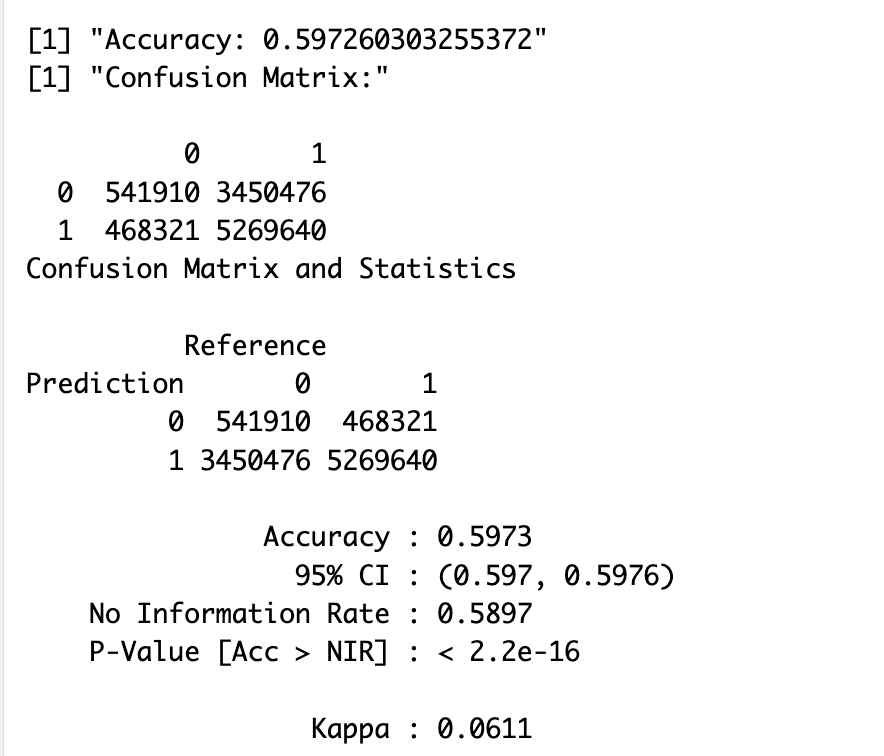 [1] "Accuracy: 0.597260303255372"
[1] "Confusion Matrix:"
0 1
0 541910 3450476
1 468321 5269640
Confusion Matrix and Statistics
Reference
Prediction 0 1
0 541910 468321
1 3450476 5269640
Accuracy : 0.5973
95% CI : (0.597, 0.5976)
No Information Rate : 0.5897
P-Value [Acc > NIR] : < 2.2e-16
Kappa : 0.0611